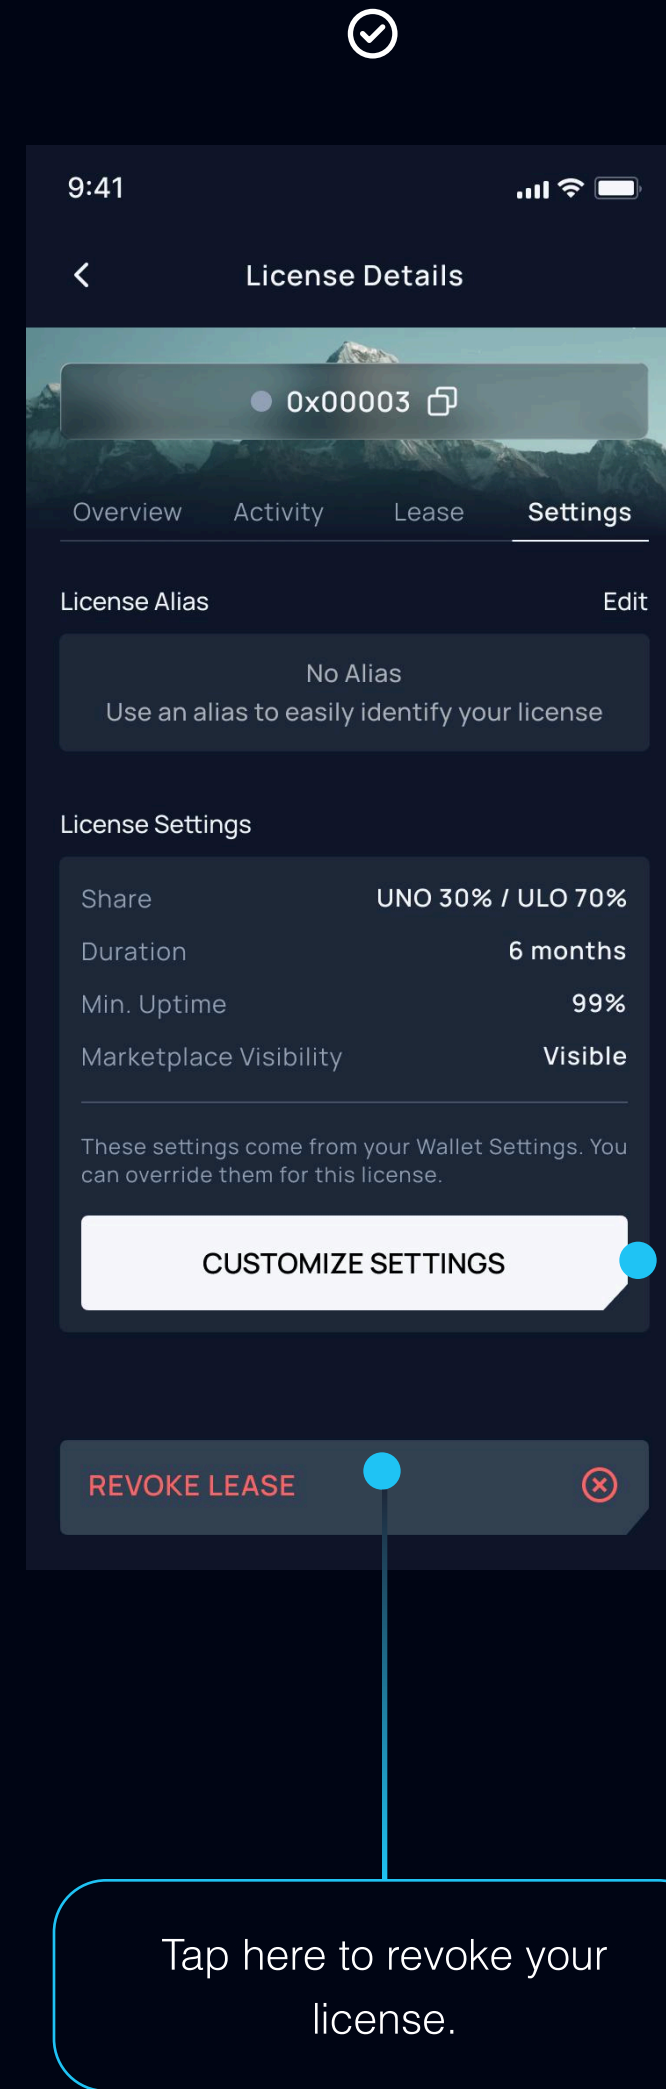 9:41
License Details
0x00003
Overview Activity Lease Settings
License Alias Edit
No Alias
Use an alias to easily identify your license
License Settings
Share UNO 30% / ULO 70%
Duration 6 months
Min. Uptime 99%
Marketplace Visibility Visible
These settings come from your Wallet Settings. You
can override them for this license.
CUSTOMIZE SETTINGS
REVOKE LEASE
Tap here to revoke your
license.